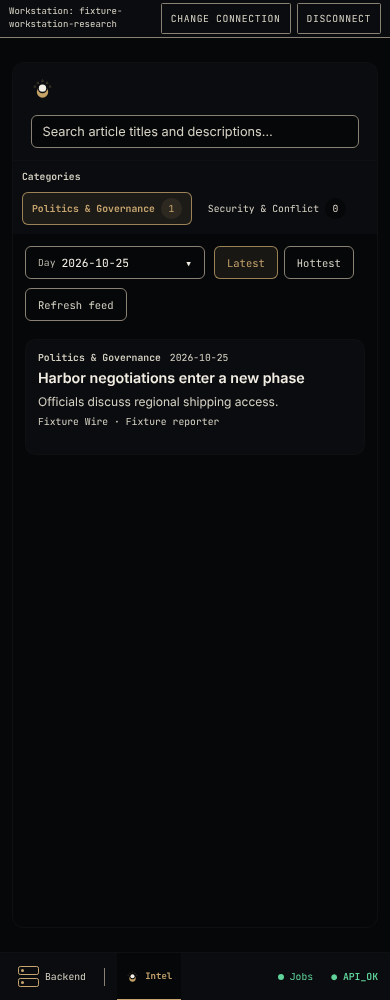 Workstation: fixture-
workstation-research
CHANGE CONNECTION
DISCONNECT
Search article titles and descriptions...
Categories
Politics & Governance 1
Security & Conflict 0
Day 2026-10-25 ▾
Latest
Hottest
Refresh feed
Politics & Governance 2026-10-25
Harbor negotiations enter a new phase
Officials discuss regional shipping access.
Fixture Wire · Fixture reporter
Backend
Intel
Jobs
API_OK